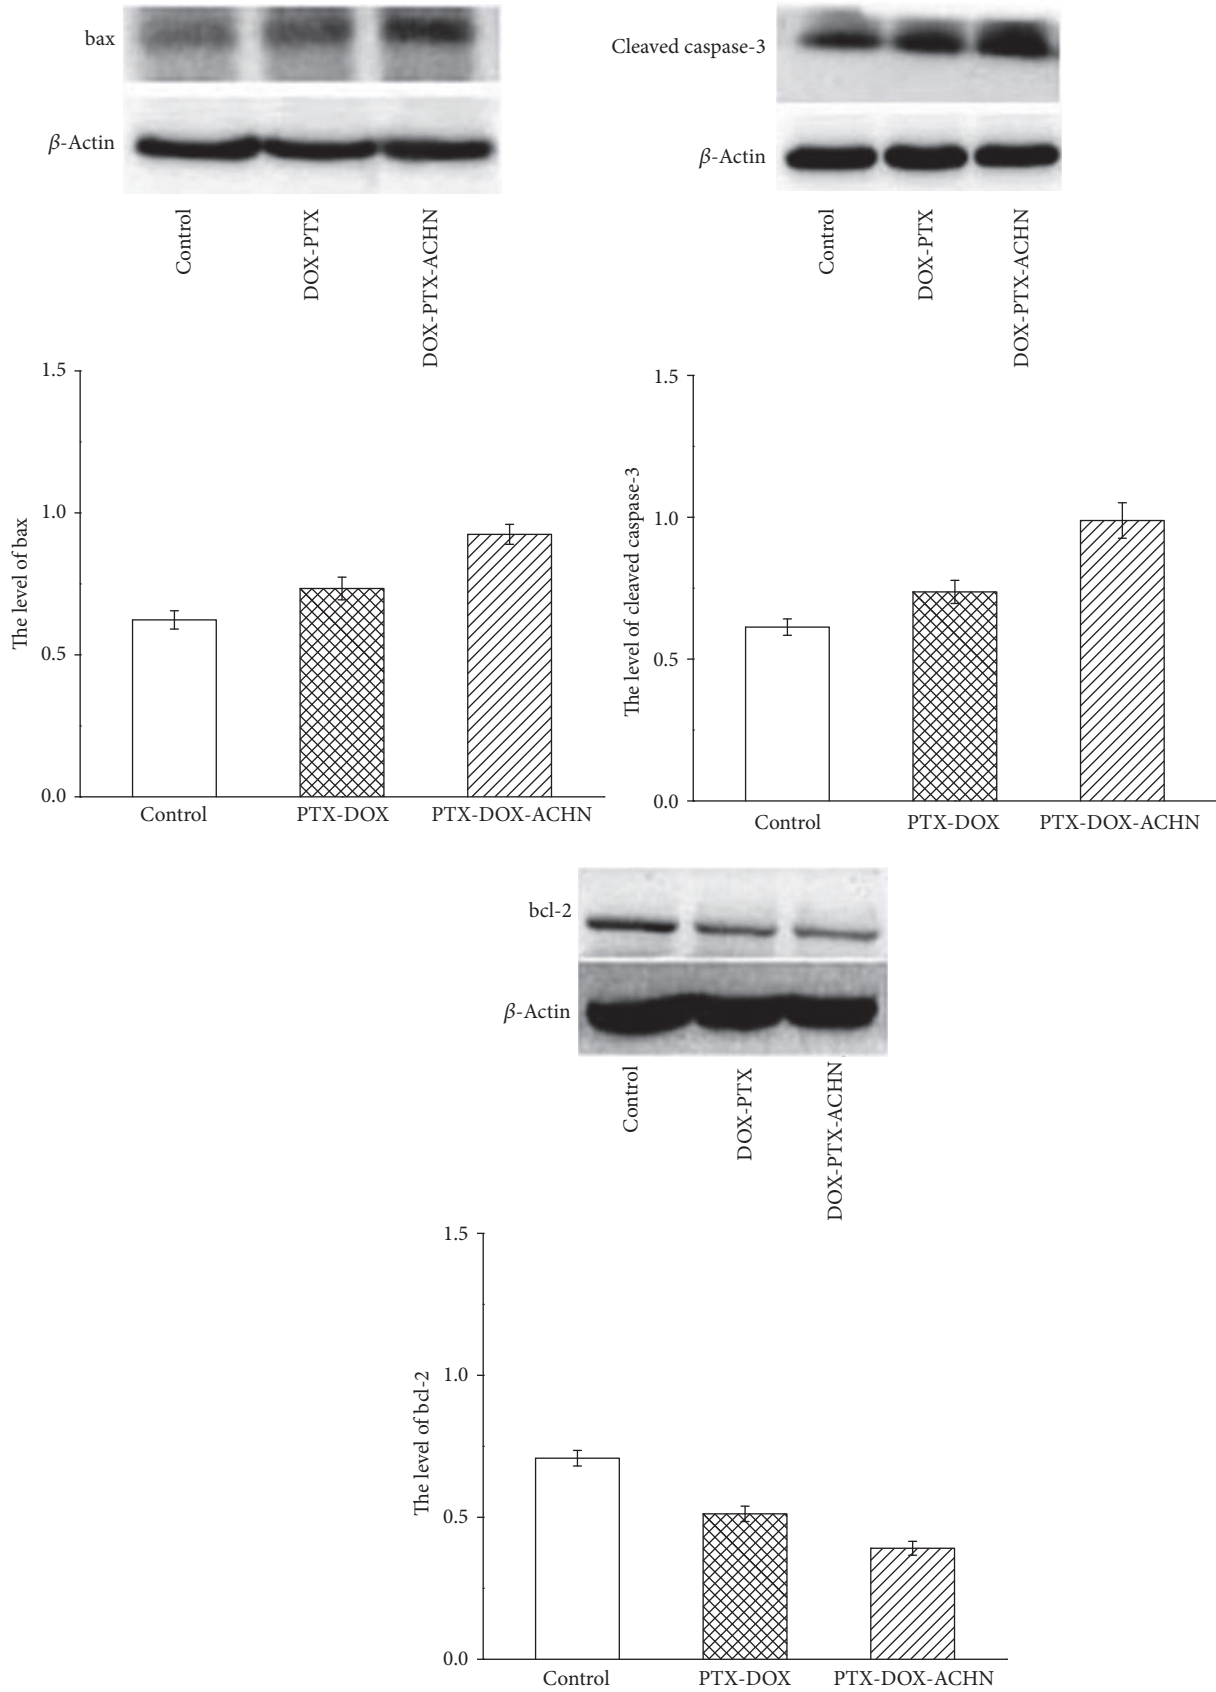 bax
β-Actin
Control
DOX-PTX
DOX-PTX-ACHN
Cleaved caspase-3
β-Actin
Control
DOX-PTX
DOX-PTX-ACHN
The level of bax
1.5
1.0
0.5
0.0
Control
PTX-DOX
PTX-DOX-ACHN
The level of cleaved caspase-3
1.5
1.0
0.5
0.0
Control
PTX-DOX
PTX-DOX-ACHN
bcl-2
β-Actin
Control
DOX-PTX
DOX-PTX-ACHN
The level of bcl-2
1.5
1.0
0.5
0.0
Control
PTX-DOX
PTX-DOX-ACHN